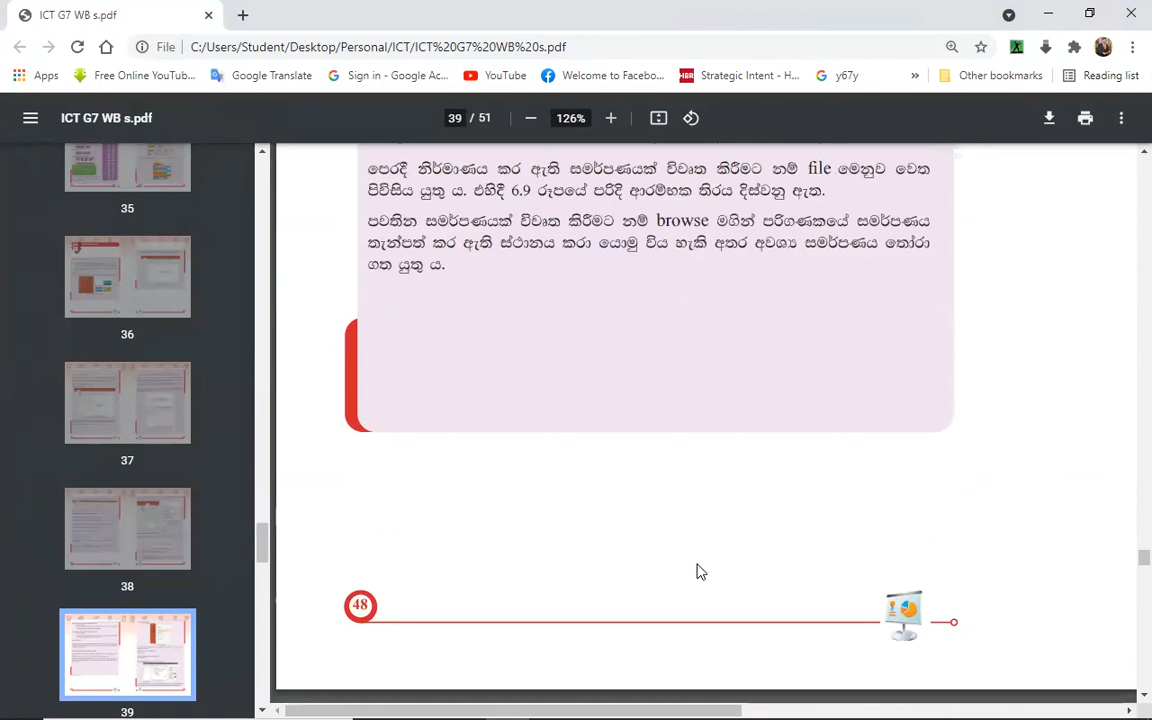 ICT G7 WB s.pdf
File
C:/Users/Student/Desktop/Personal/ICT/ICT%20G7%20WB%20s.pdf
Apps
Free Online YouTub...
Google Translate
Sign in - Google Ac...
YouTube
Welcome to Facebo...
HBR
Strategic Intent - H...
y67y
»
Other bookmarks
Reading list
ICT G7 WB s.pdf
39 / 51
126%
35
36
37
38
39
පෙරදී නිර්මාණය කර ඇති සමර්පණයක් විවෘත කිරීමට නම් file මෙනුව වෙත
පිවිසිය යුතු ය. එහිදී 6.9 රූපයේ පරිදි ආරම්භක තිරය දිස්වනු ඇත.
පවතින සමර්පණයක් විවෘත කිරීමට නම් browse මගින් පරිගණකයේ සමර්පණය
තැන්පත් කර ඇති ස්ථානය කරා යොමු විය හැකි අතර අවශ්‍ය සමර්පණය තෝරා
ගත යුතු ය.
48